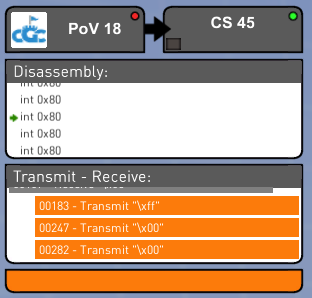 CGC
PoV 18
CS 45
Disassembly:
int 0x80
int 0x80
int 0x80
int 0x80
int 0x80
Transmit - Receive:
00183 - Transmit "\xff"
00247 - Transmit "\x00"
00282 - Transmit "\x00"